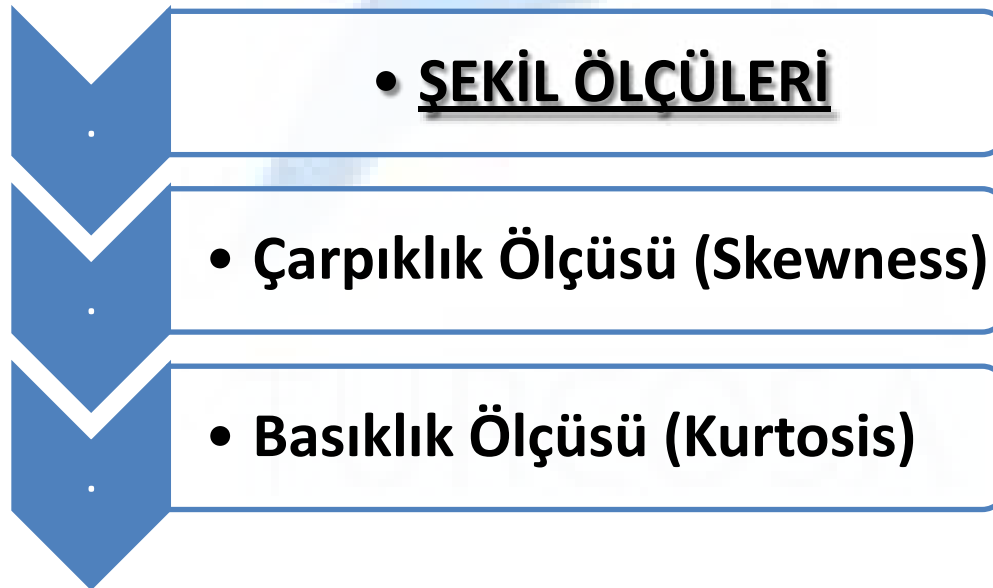 • ŞEKİL ÖLÇÜLERİ
• Çarpıklık Ölçüsü (Skewness)
• Basıklık Ölçüsü (Kurtosis)